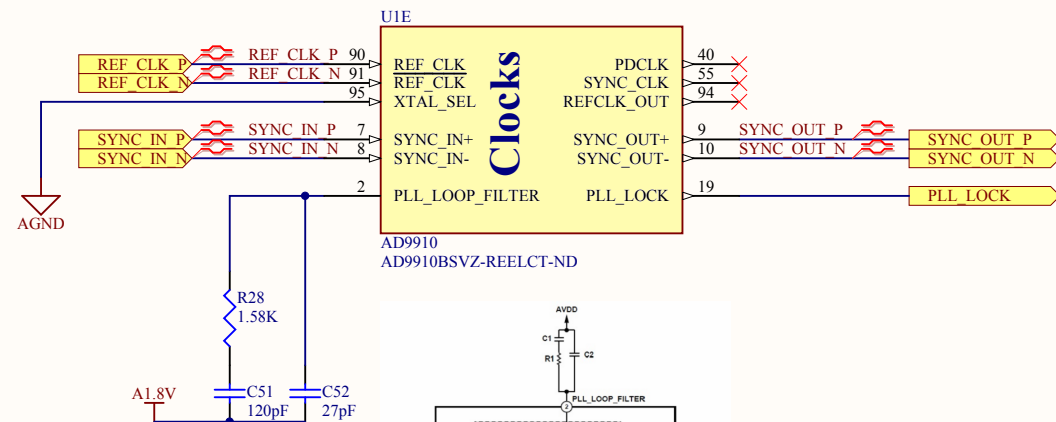 U1E
REF_CLK_P
REF_CLK_P
90
REF_CLK
PDCLK
40
REF_CLK_N
REF_CLK_N
91
REF_CLK
SYNC_CLK
55
95
XTAL_SEL
REFCLK_OUT
94
Clocks
SYNC_IN_P
SYNC_IN_P
7
SYNC_IN+
SYNC_OUT+
9
SYNC_OUT_P
SYNC_OUT_P
SYNC_IN_N
SYNC_IN_N
8
SYNC_IN-
SYNC_OUT-
10
SYNC_OUT_N
SYNC_OUT_N
2
PLL_LOOP_FILTER
PLL_LOCK
19
PLL_LOCK
AGND
AD9910
AD9910BSVZ-REELCT-ND
R28
1.58K
A1.8V
C51
120pF
C52
27pF
AVDD
C1
R1
C2
PLL_LOOP_FILTER
2